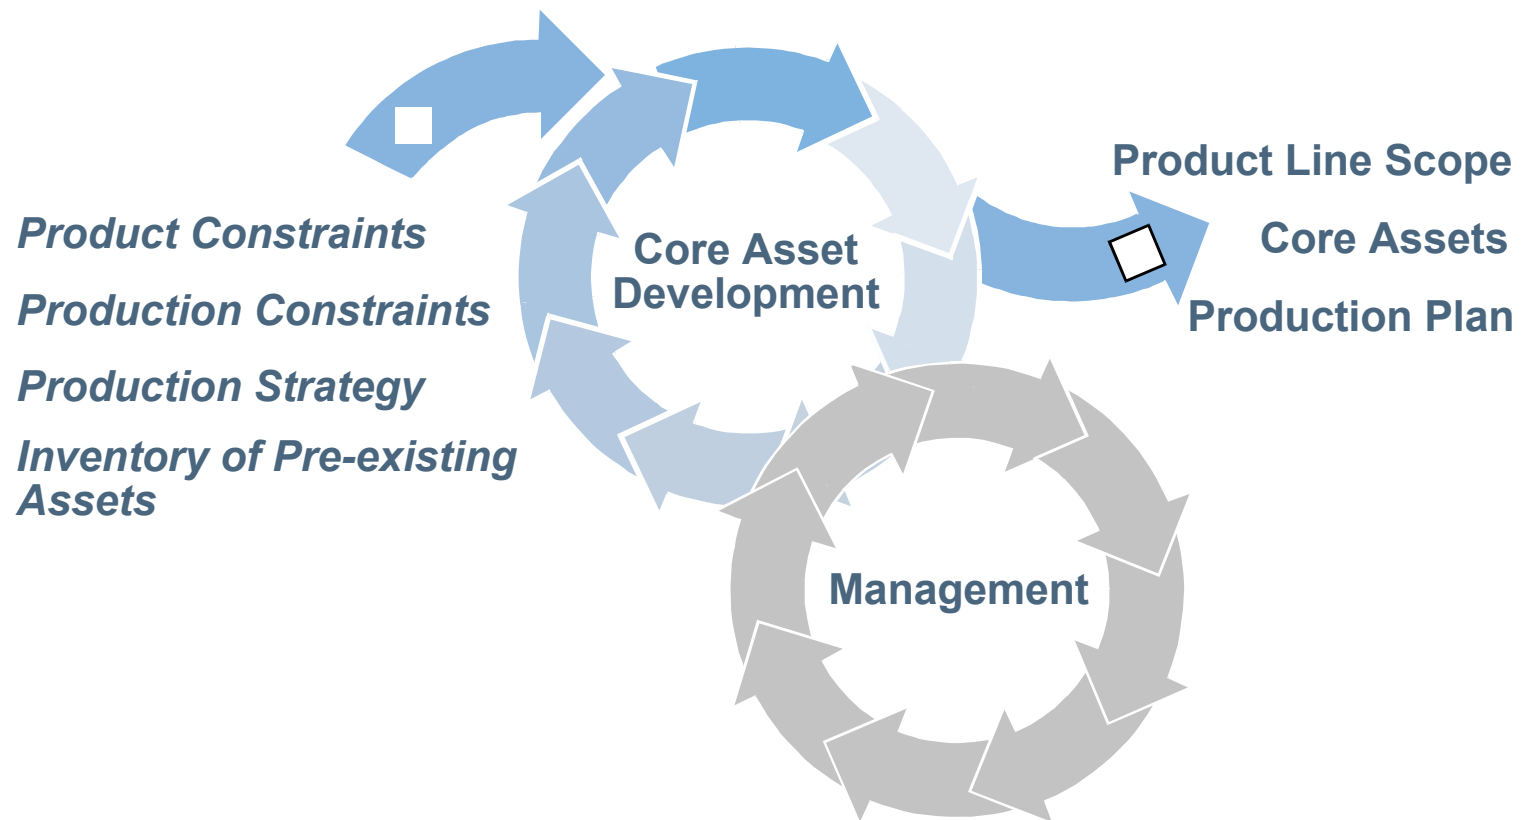 Product Constraints
Production Constraints
Production Strategy
Inventory of Pre-existing
Assets
Core Asset
Development
Product Line Scope
Core Assets
Production Plan
Management